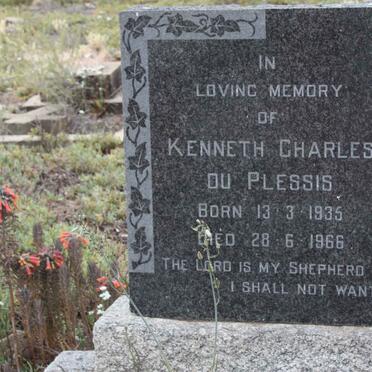 IN
LOVING MEMORY
OF
KENNETH CHARLES
DU PLESSIS
BORN 13·3·1935
DIED 28·6·1966
THE LORD IS MY SHEPHERD
I SHALL NOT WANT